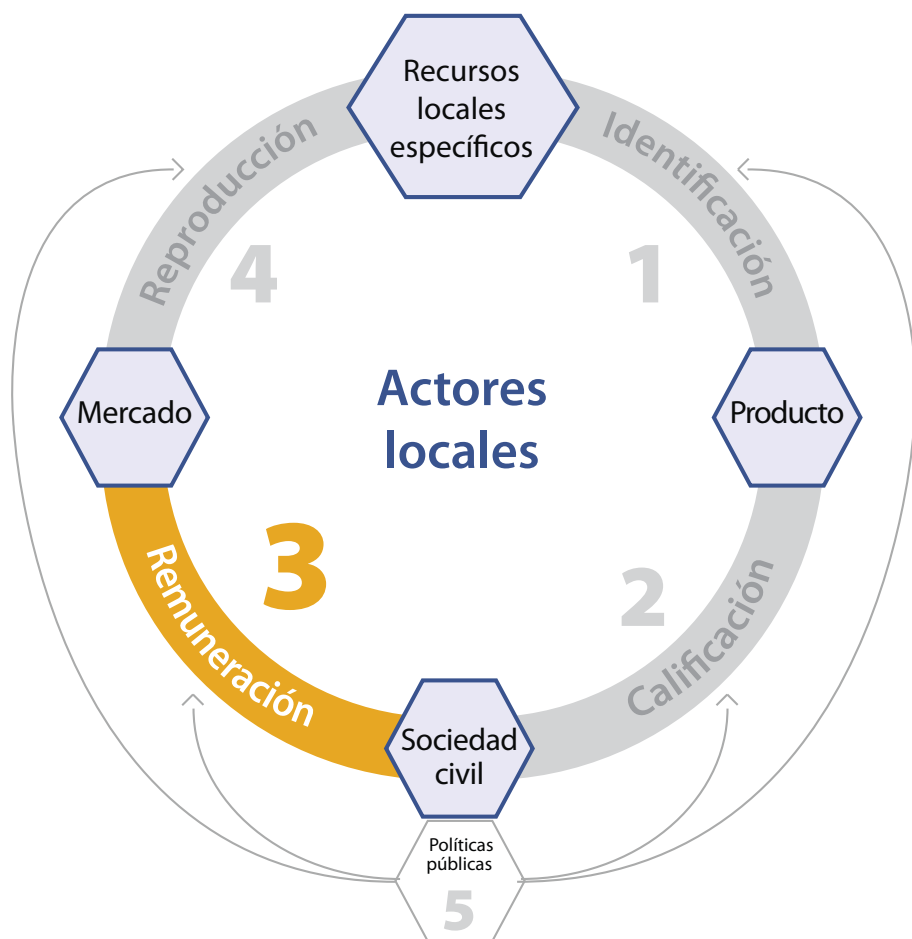 Recursos
locales
específicos
Identificación
1
Producto
2
Calificación
Sociedad
civil
Remuneración
3
Mercado
4
Reproducción
Actores
locales
Políticas
públicas
5